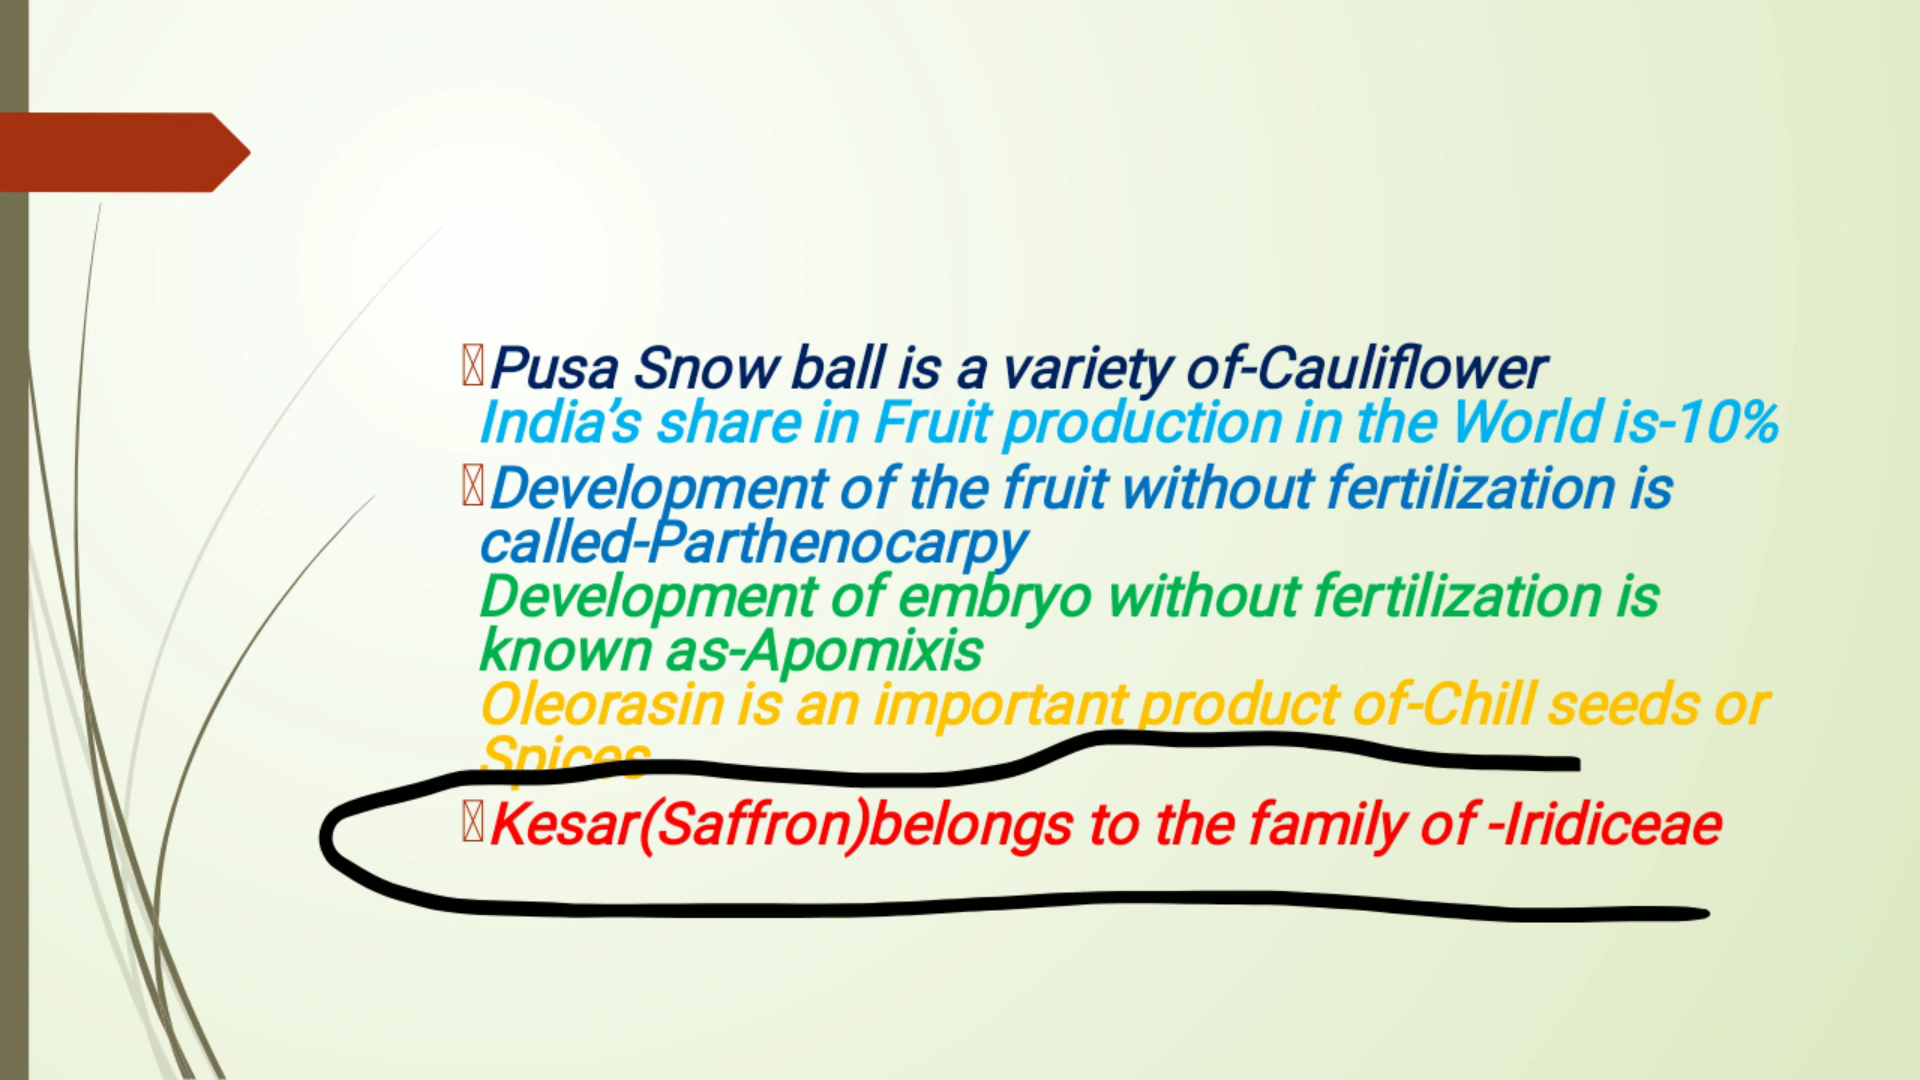 Pusa Snow ball is a variety of-Cauliflower
India’s share in Fruit production in the World is-10%
Development of the fruit without fertilization is
called-Parthenocarpy
Development of embryo without fertilization is
known as-Apomixis
Oleorasin is an important product of-Chill seeds or
Spices
Kesar(Saffron)belongs to the family of -Iridiceae